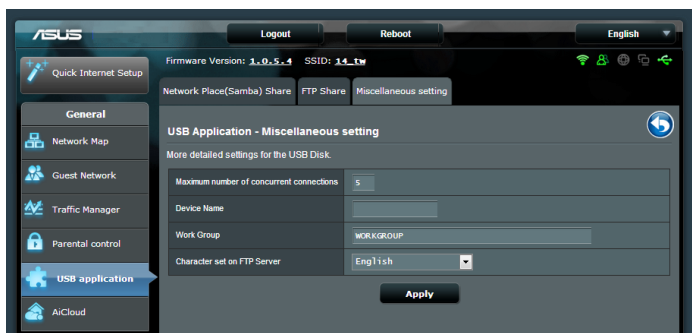 ASUS
Logout
Reboot
English
Quick Internet Setup
Firmware Version: 1.0.5.4 SSID: 14_tw
Network Place(Samba) Share
FTP Share
Miscellaneous setting
General
Network Map
Guest Network
Traffic Manager
Parental control
USB application
AiCloud
USB Application - Miscellaneous setting
More detailed settings for the USB Disk.
Maximum number of concurrent connections 5
Device Name
Work Group WORKGROUP
Character set on FTP Server English
Apply